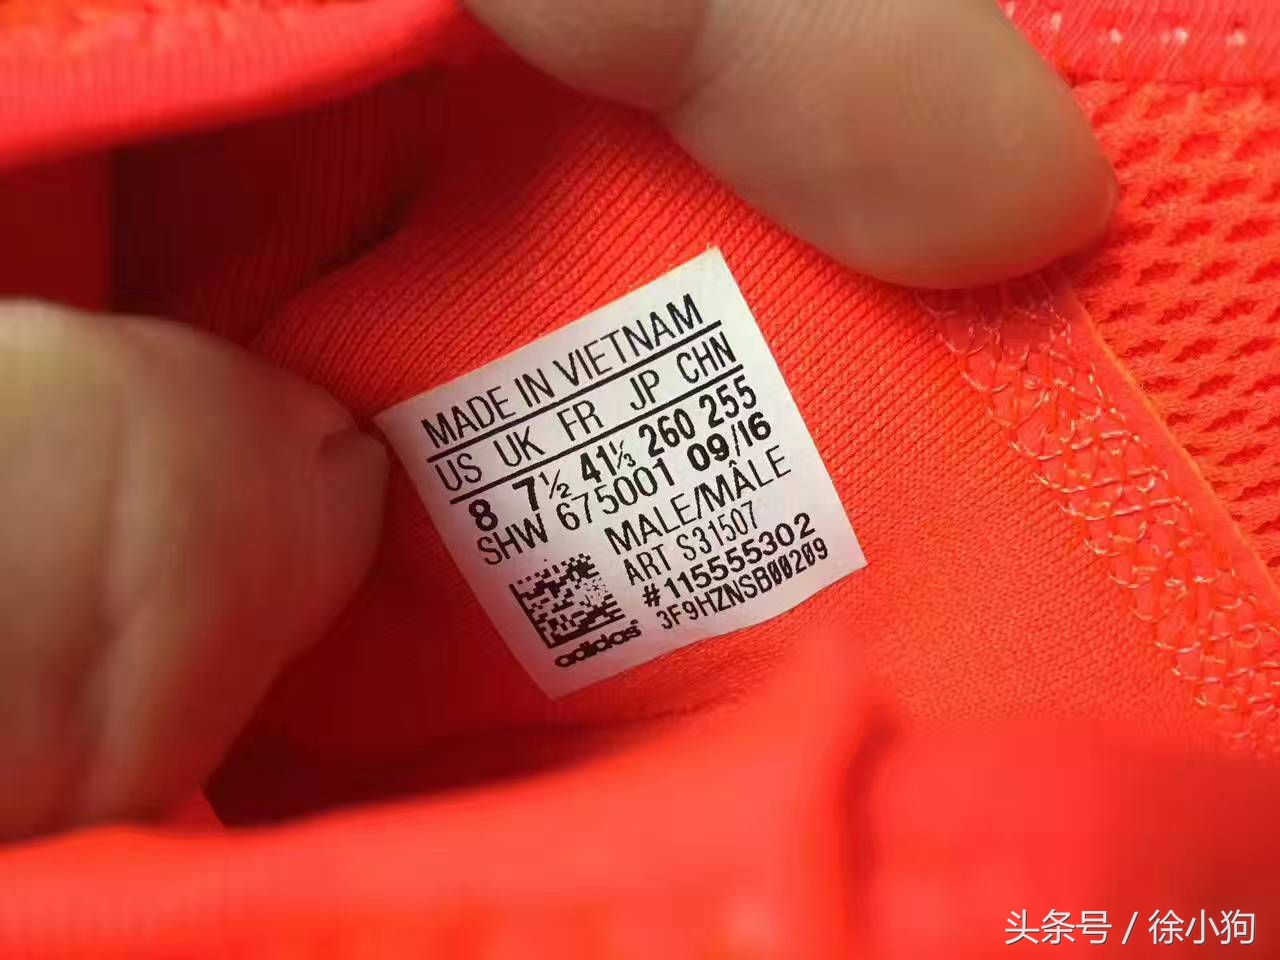 MADE IN VIETNAM
US UK FR JP CHN
8 7½ 41⅓ 260 255
SHW 675001 09/16
MALE/MÂLE
ART S31507
#115555302
3F9HZNSB00209
adidas
头条号 / 徐小狗